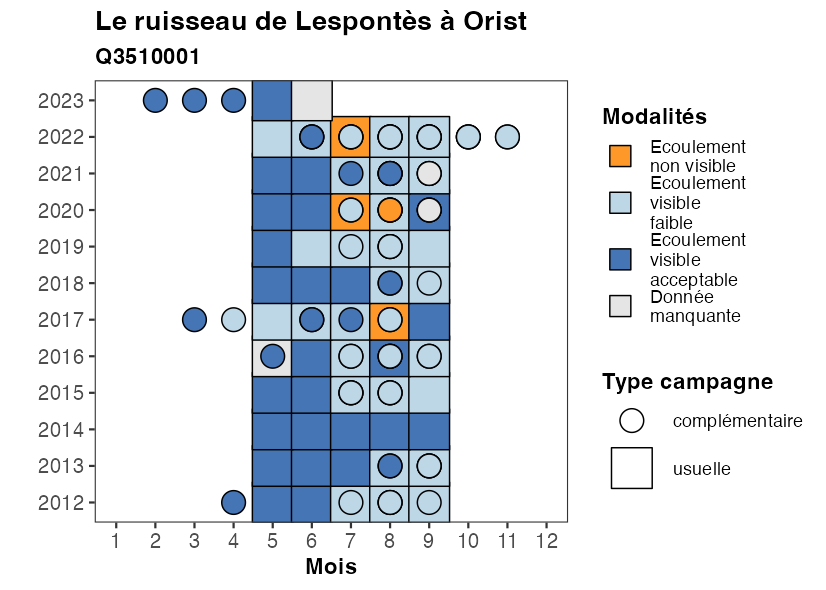 Le ruisseau de Lespontès à Orist
Q3510001
2023
2022
2021
2020
2019
2018
2017
2016
2015
2014
2013
2012
1 2 3 4 5 6 7 8 9 10 11 12
Mois
Modalités
Ecoulement
non visible
Ecoulement
visible
faible
Ecoulement
visible
acceptable
Donnée
manquante
Type campagne
complémentaire
usuelle